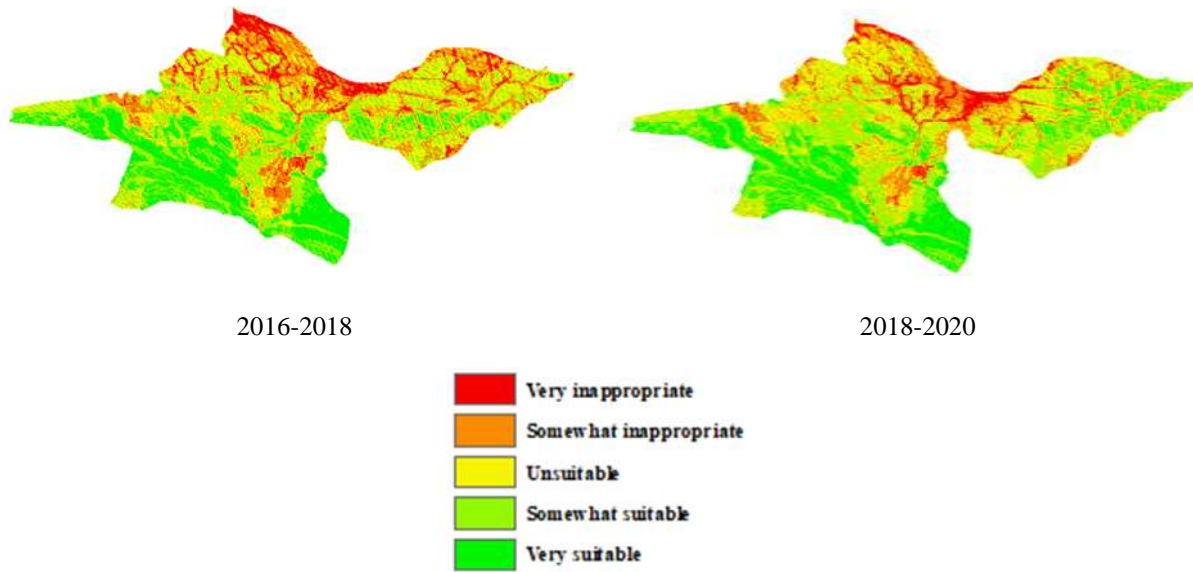 2016-2018
2018-2020
Very inappropriate
Somewhat inappropriate
Unsuitable
Somewhat suitable
Very suitable